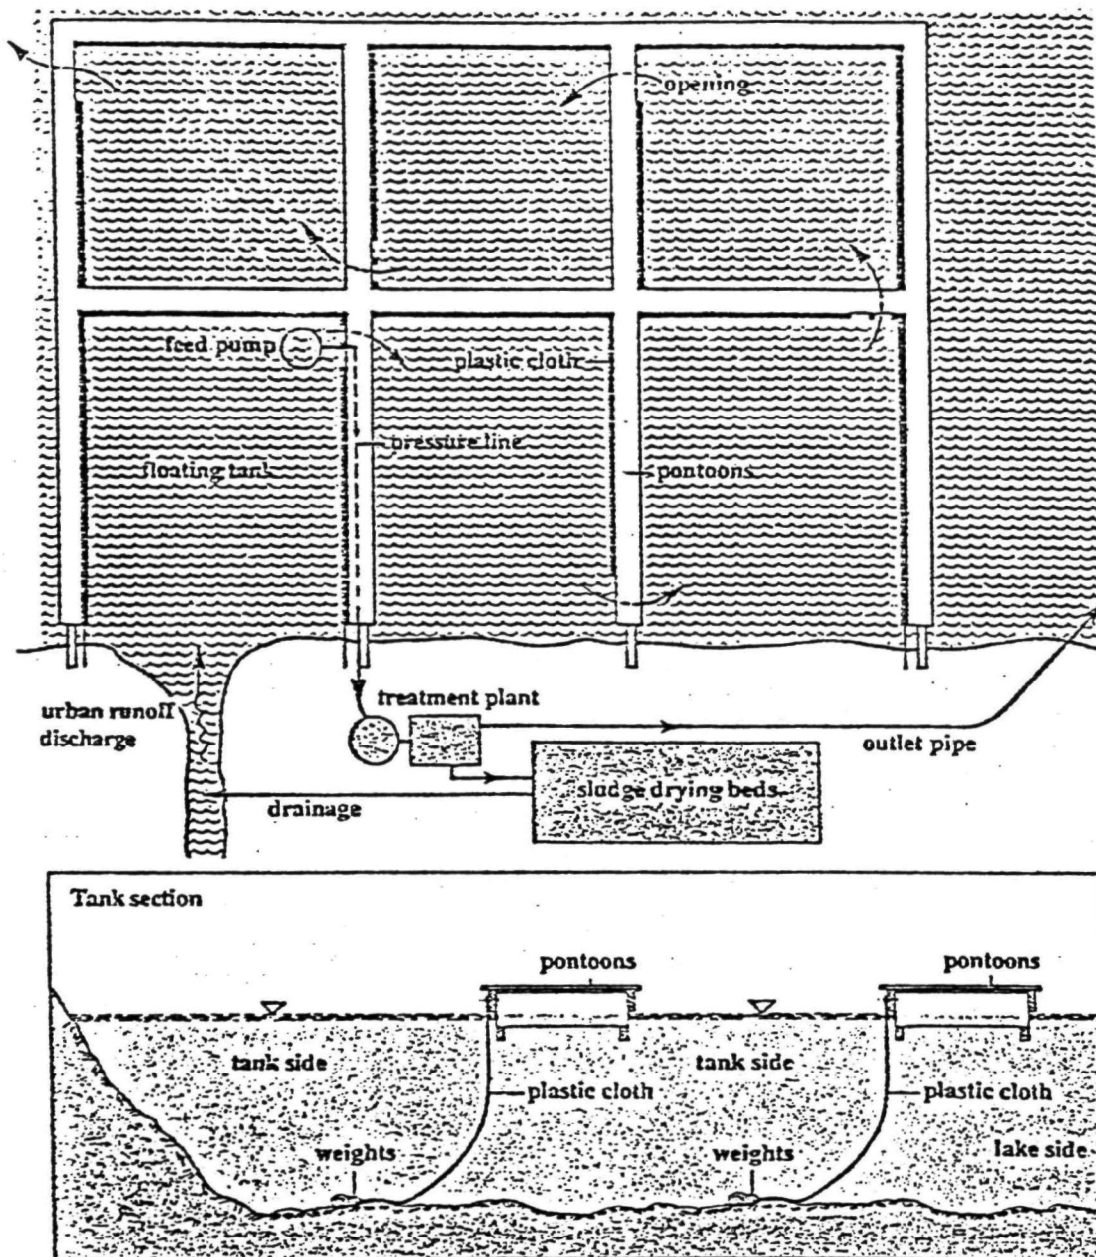 opening
feed pump
plastic cloth
pressure line
floating tank
pontoons
treatment plant
urban runoff
discharge
outlet pipe
sludge drying beds
drainage
Tank section
pontoons
pontoons
tank side
tank side
plastic cloth
plastic cloth
weights
weights
lake side